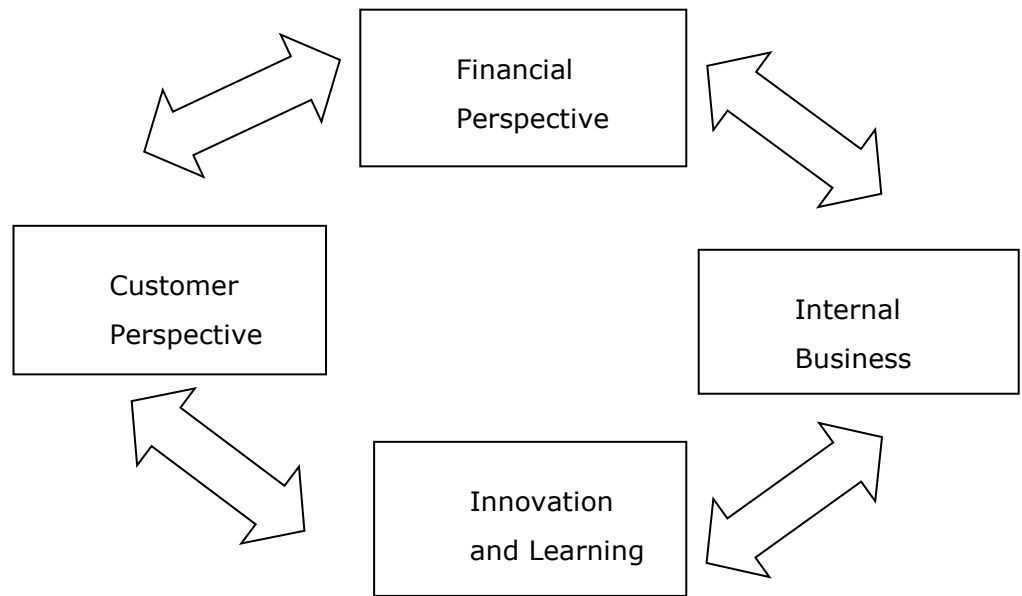 Financial
Perspective
Customer
Perspective
Internal
Business
Innovation
and Learning